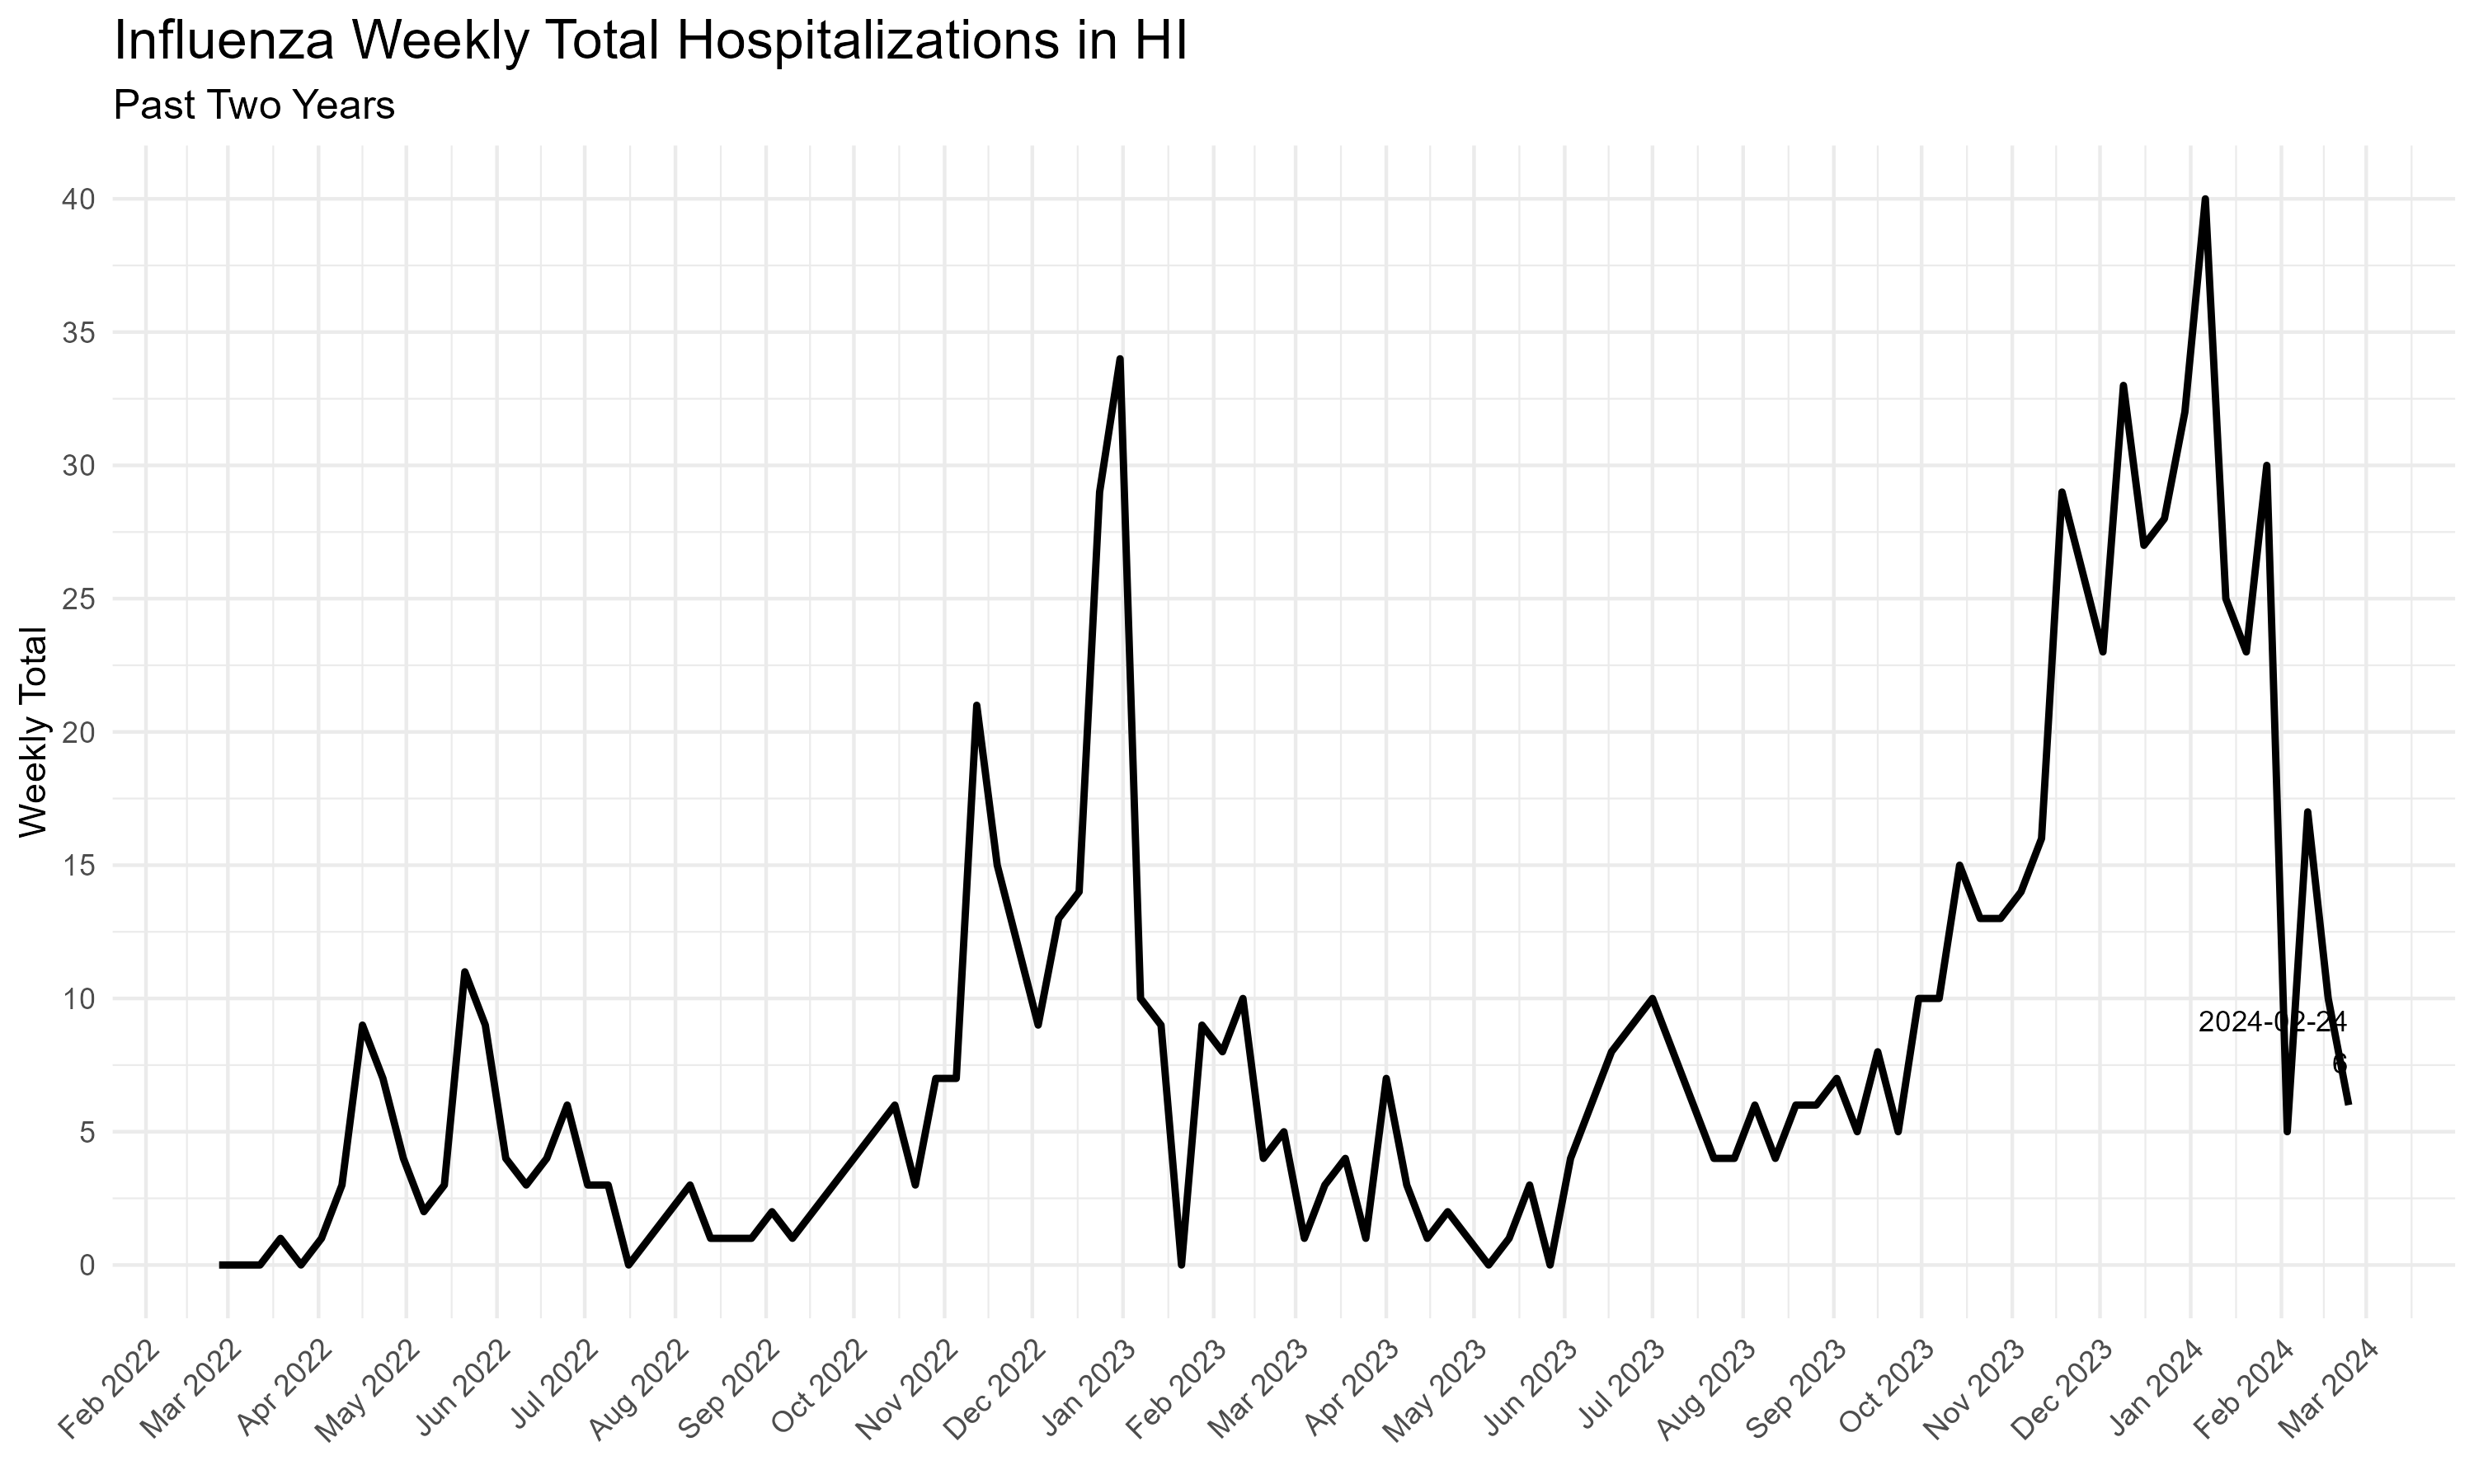 Influenza Weekly Total Hospitalizations in HI
Past Two Years
Weekly Total
40
35
30
25
20
15
10
5
0
2024-02-24
6
Feb 2022
Mar 2022
Apr 2022
May 2022
Jun 2022
Jul 2022
Aug 2022
Sep 2022
Oct 2022
Nov 2022
Dec 2022
Jan 2023
Feb 2023
Mar 2023
Apr 2023
May 2023
Jun 2023
Jul 2023
Aug 2023
Sep 2023
Oct 2023
Nov 2023
Dec 2023
Jan 2024
Feb 2024
Mar 2024